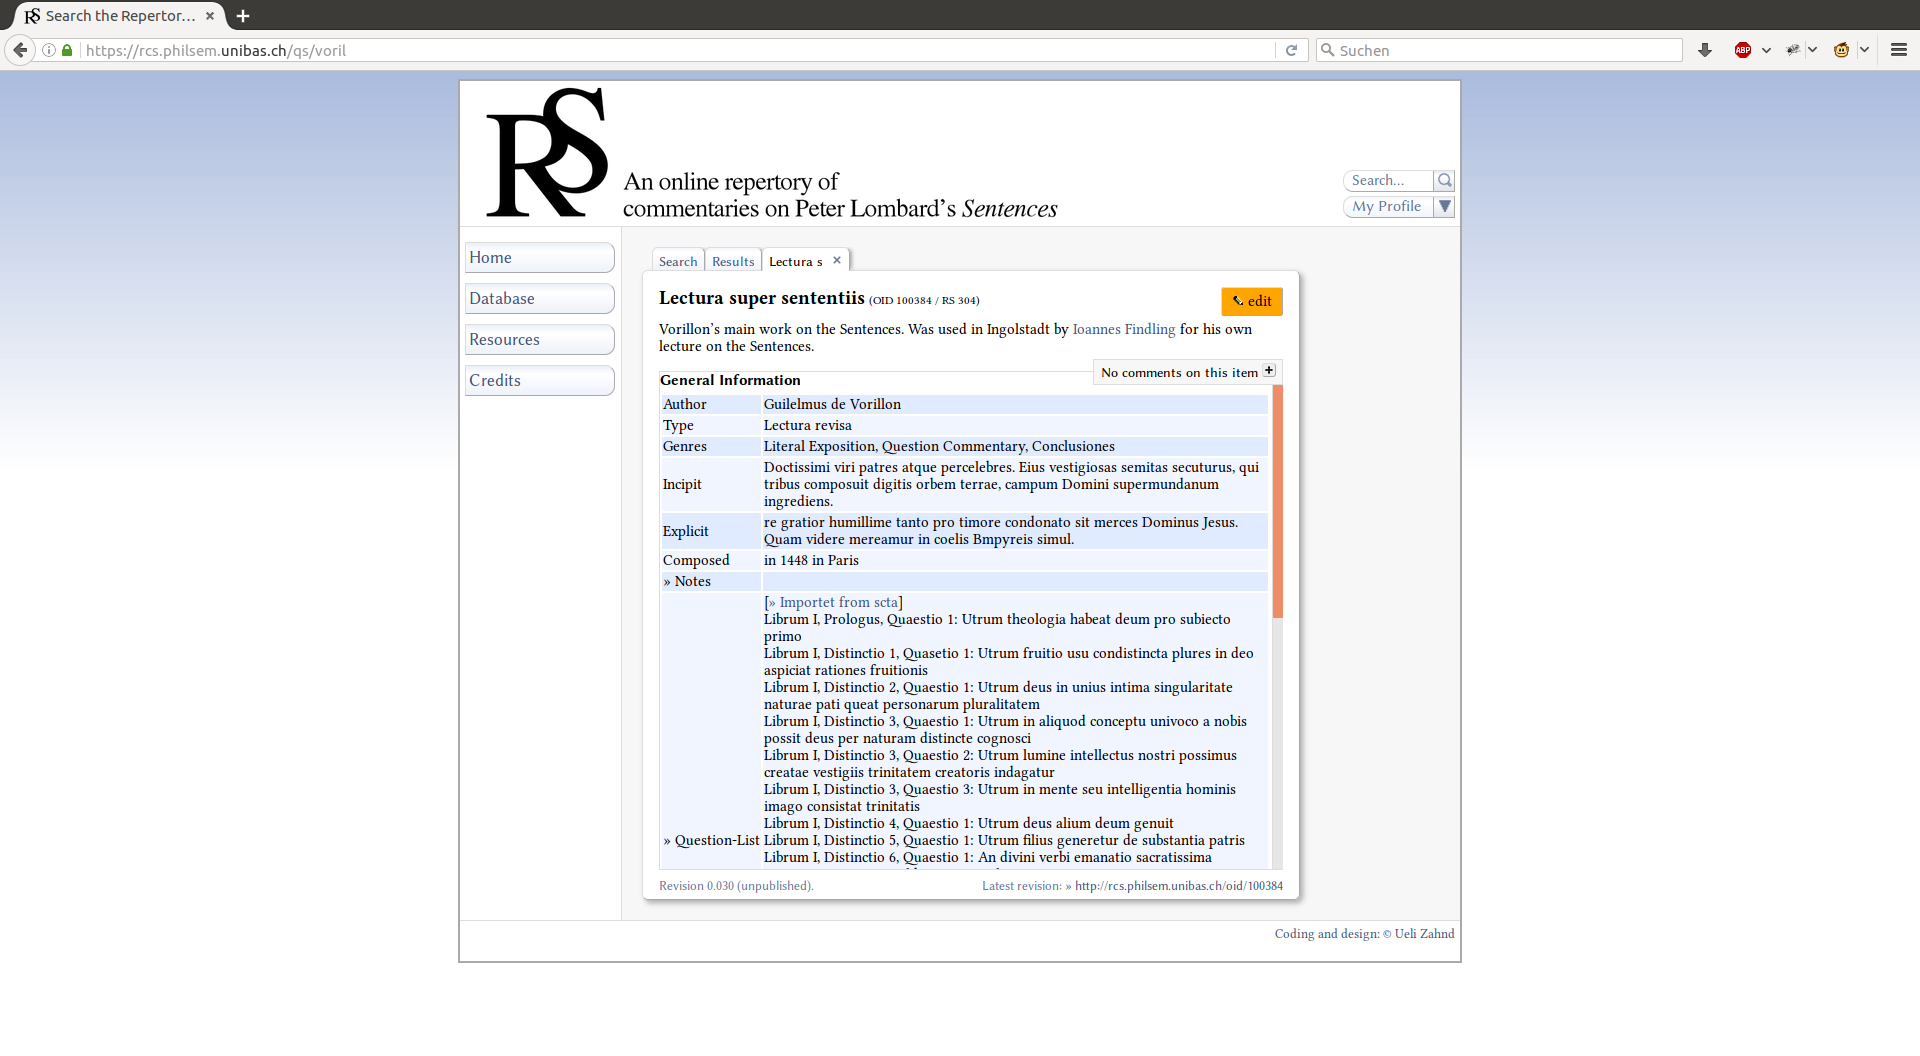 Search the Repertor...
https://rcs.philsem.unibas.ch/qs/voril
Suchen
ABP
RS
An online repertory of
commentaries on Peter Lombard's Sentences
Search...
My Profile
Home
Database
Resources
Credits
Search
Results
Lectura s
Lectura super sententiis (OID 100384 / RS 304)
edit
Vorillon's main work on the Sentences. Was used in Ingolstadt by Ioannes Findling for his own
lecture on the Sentences.
No comments on this item
General Information
Author Guilelmus de Vorillon
Type Lectura revisa
Genres Literal Exposition, Question Commentary, Conclusiones
Incipit Doctissimi viri patres atque percelebres. Eius vestigiosas semitas secuturus, qui
tribus composuit digitis orbem terrae, campum Domini supermundanum
ingrediens.
Explicit re gratior humillime tanto pro timore condonato sit merces Dominus Jesus.
Quam videre mereamur in coelis Bmpyreis simul.
Composed in 1448 in Paris
» Notes
» Question-List
[» Importet from scta]
Librum I, Prologus, Quaestio 1: Utrum theologia habeat deum pro subiecto
primo
Librum I, Distinctio 1, Quasetio 1: Utrum fruitio usu condistincta plures in deo
aspiciat rationes fruitionis
Librum I, Distinctio 2, Quaestio 1: Utrum deus in unius intima singularitate
naturae pati queat personarum pluralitatem
Librum I, Distinctio 3, Quaestio 1: Utrum in aliquod conceptu univoco a nobis
possit deus per naturam distincte cognosci
Librum I, Distinctio 3, Quaestio 2: Utrum lumine intellectus nostri possimus
creatae vestigiis trinitatem creatoris indagatur
Librum I, Distinctio 3, Quaestio 3: Utrum in mente seu intelligentia hominis
imago consistat trinitatis
Librum I, Distinctio 4, Quaestio 1: Utrum deus alium deum genuit
Librum I, Distinctio 5, Quaestio 1: Utrum filius generetur de substantia patris
Librum I, Distinctio 6, Quaestio 1: An divini verbi emanatio sacratissima
Revision 0.030 (unpublished).
Latest revision: » http://rcs.philsem.unibas.ch/oid/100384
Coding and design: © Ueli Zahnd